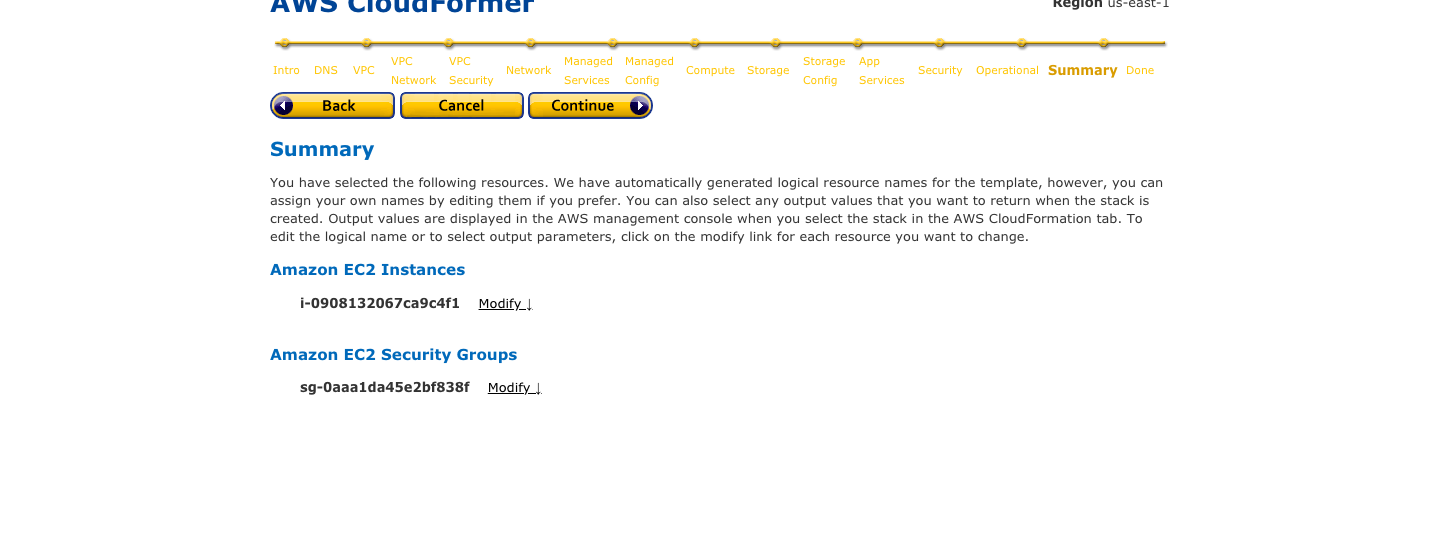 AWS CloudFormer
Region us-east-1
Intro DNS VPC VPC Network VPC Security Network Managed Services Managed Config Compute Storage Storage Config App Services Security Operational Summary Done
Back Cancel Continue
Summary
You have selected the following resources. We have automatically generated logical resource names for the template, however, you can
assign your own names by editing them if you prefer. You can also select any output values that you want to return when the stack is
created. Output values are displayed in the AWS management console when you select the stack in the AWS CloudFormation tab. To
edit the logical name or to select output parameters, click on the modify link for each resource you want to change.
Amazon EC2 Instances
i-0908132067ca9c4f1 Modify ↓
Amazon EC2 Security Groups
sg-0aaa1da45e2bf838f Modify ↓